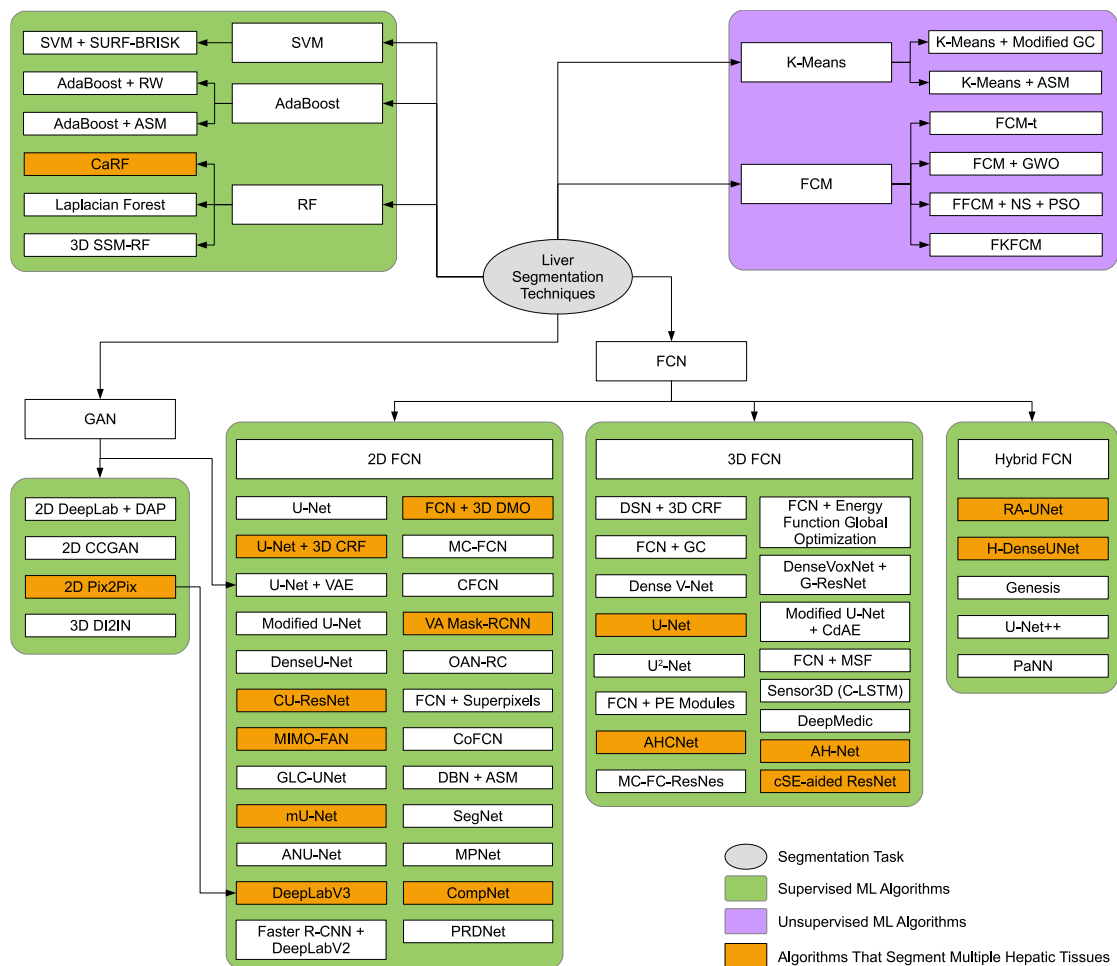 SVM + SURF-BRISK
SVM
AdaBoost + RW
AdaBoost
AdaBoost + ASM
CaRF
Laplacian Forest
RF
3D SSM-RF
K-Means
K-Means + Modified GC
K-Means + ASM
FCM-t
FCM
FCM + GWO
FFCM + NS + PSO
FKFCM
Liver
Segmentation
Techniques
FCN
GAN
2D DeepLab + DAP
2D CCGAN
2D Pix2Pix
3D DI2IN
2D FCN
U-Net
U-Net + 3D CRF
U-Net + VAE
Modified U-Net
DenseU-Net
CU-ResNet
MIMO-FAN
GLC-UNet
mU-Net
ANU-Net
DeepLabV3
Faster R-CNN +
DeepLabV2
FCN + 3D DMO
MC-FCN
CFCN
VA Mask-RCNN
OAN-RC
FCN + Superpixels
CoFCN
DBN + ASM
SegNet
MPNet
CompNet
PRDNet
3D FCN
DSN + 3D CRF
FCN + GC
Dense V-Net
U-Net
U²-Net
FCN + PE Modules
AHCNet
MC-FC-ResNes
FCN + Energy
Function Global
Optimization
DenseVoxNet +
G-ResNet
Modified U-Net
+ CdAE
FCN + MSF
Sensor3D (C-LSTM)
DeepMedic
AH-Net
cSE-aided ResNet
Hybrid FCN
RA-UNet
H-DenseUNet
Genesis
U-Net++
PaNN
Segmentation Task
Supervised ML Algorithms
Unsupervised ML Algorithms
Algorithms That Segment Multiple Hepatic Tissues